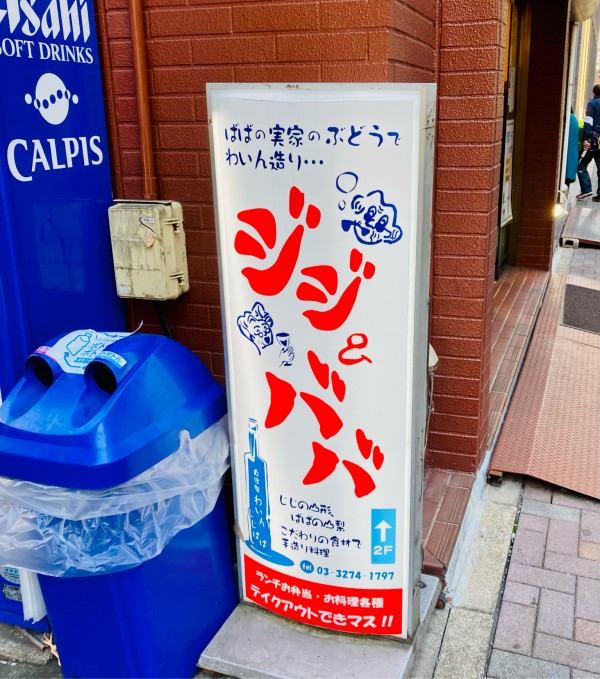 Asahi
SOFT DRINKS
CALPIS
ばばの実家のぶどうで
わいん造り…
ジジ
&
ババ
じじの山形、
ばばの山梨
こだわりの食材で
手造り料理
2F
tel 03-3274-1797
ランチお弁当・お料理各種
テイクアウトできマス!!